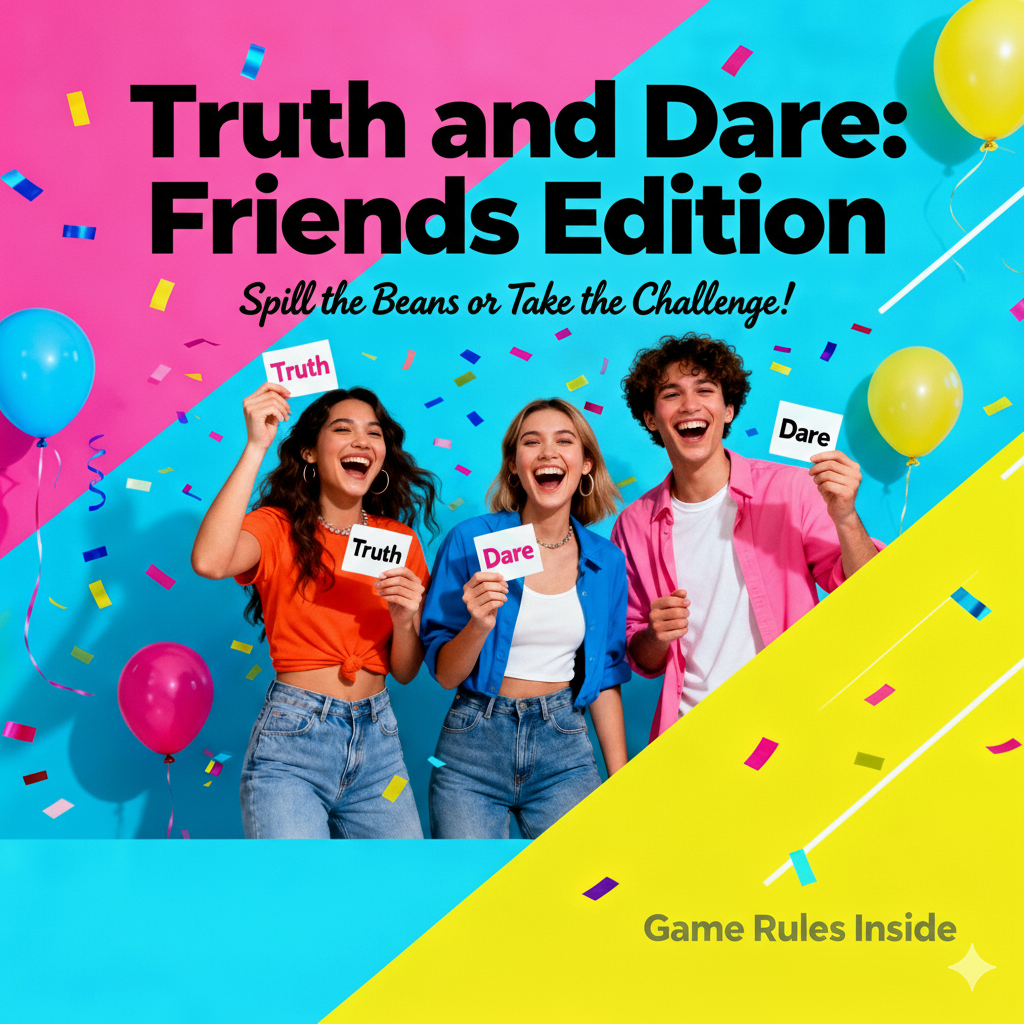 Truth and Dare:
Friends Edition
Spill the Beans or Take the Challenge!
Truth
Dare
Truth
Dare
Game Rules Inside